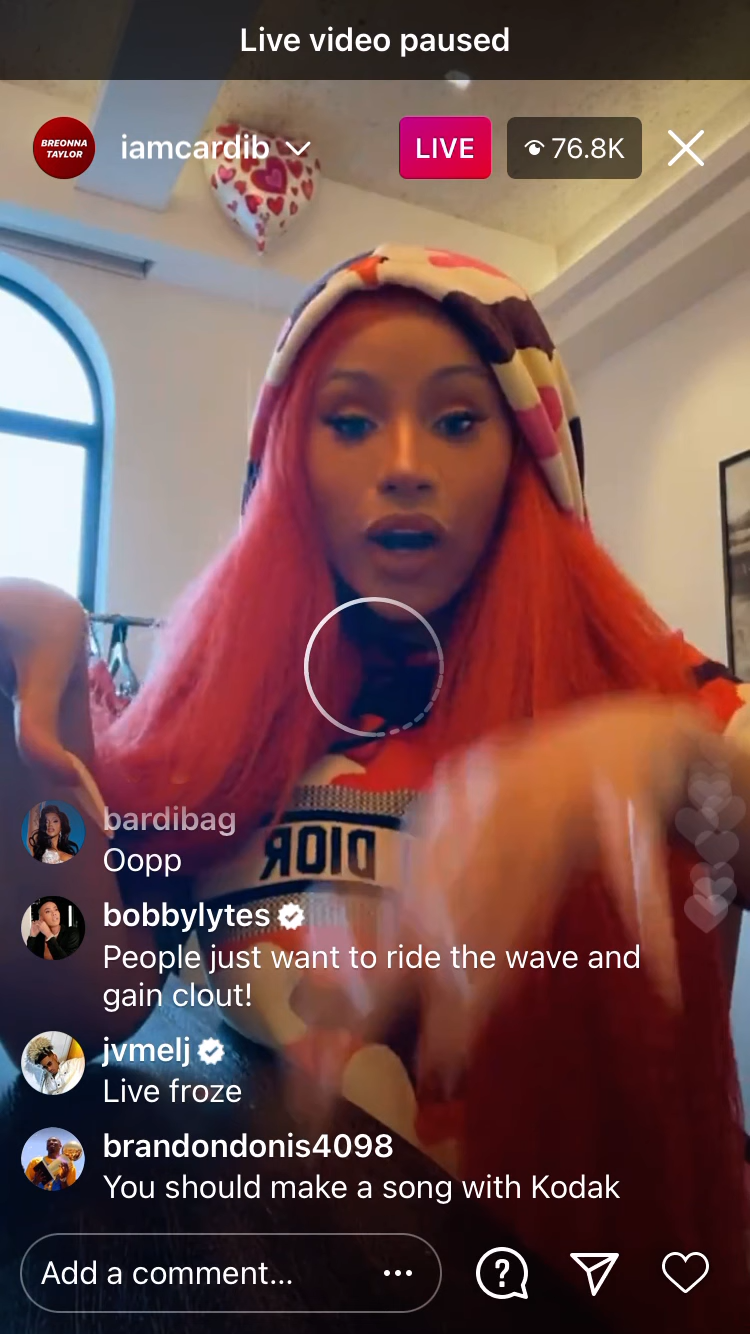 Live video paused
BREONNA
TAYLOR
iamcardib
LIVE
76.8K
DIOR
bardibag
Oopp
bobbylytes
People just want to ride the wave and
gain clout!
jvmelj
Live froze
brandondonis4098
You should make a song with Kodak
Add a comment...